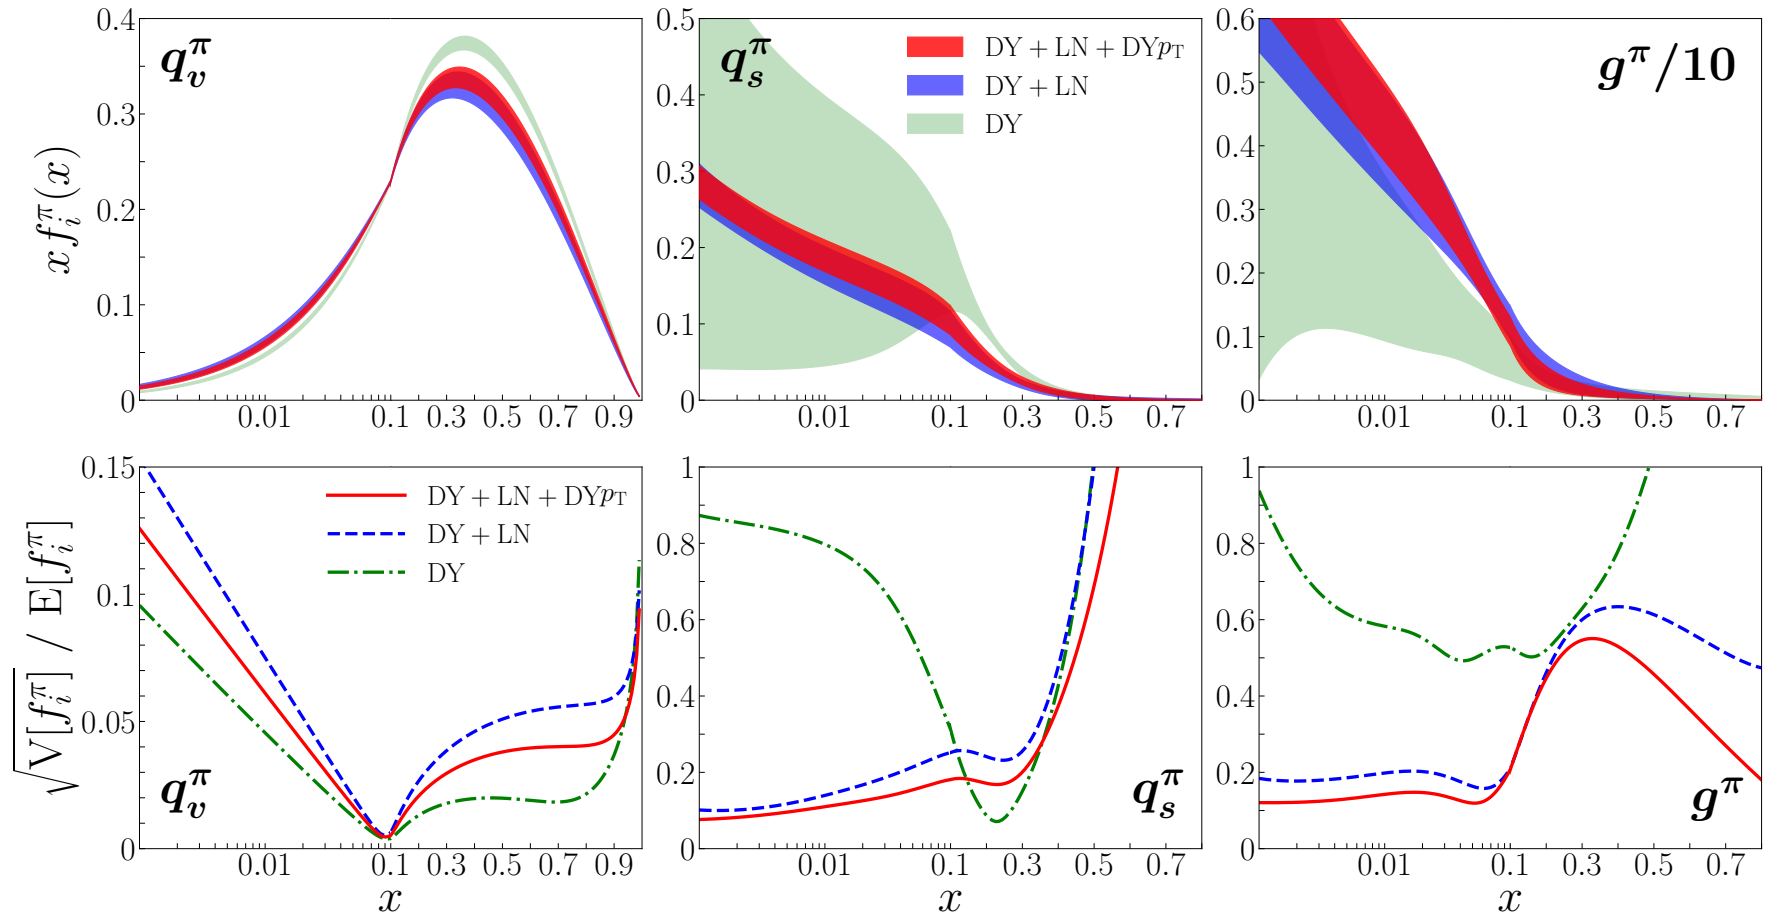 0.4
0.3
0.2
0.1
0
x f_i^π(x)
q_v^π
0.01 0.1 0.3 0.5 0.7 0.9
0.5
0.4
0.3
0.2
0.1
0
q_s^π
DY + LN + DYp_T
DY + LN
DY
0.01 0.1 0.3 0.5 0.7
0.6
0.5
0.4
0.3
0.2
0.1
0
g^π/10
0.01 0.1 0.3 0.5 0.7
0.15
0.1
0.05
0
√V[f_i^π] / E[f_i^π]
DY + LN + DYp_T
DY + LN
DY
q_v^π
0.01 0.1 0.3 0.5 0.7 0.9
x
1
0.8
0.6
0.4
0.2
0
q_s^π
0.01 0.1 0.3 0.5 0.7
x
1
0.8
0.6
0.4
0.2
0
g^π
0.01 0.1 0.3 0.5 0.7
x